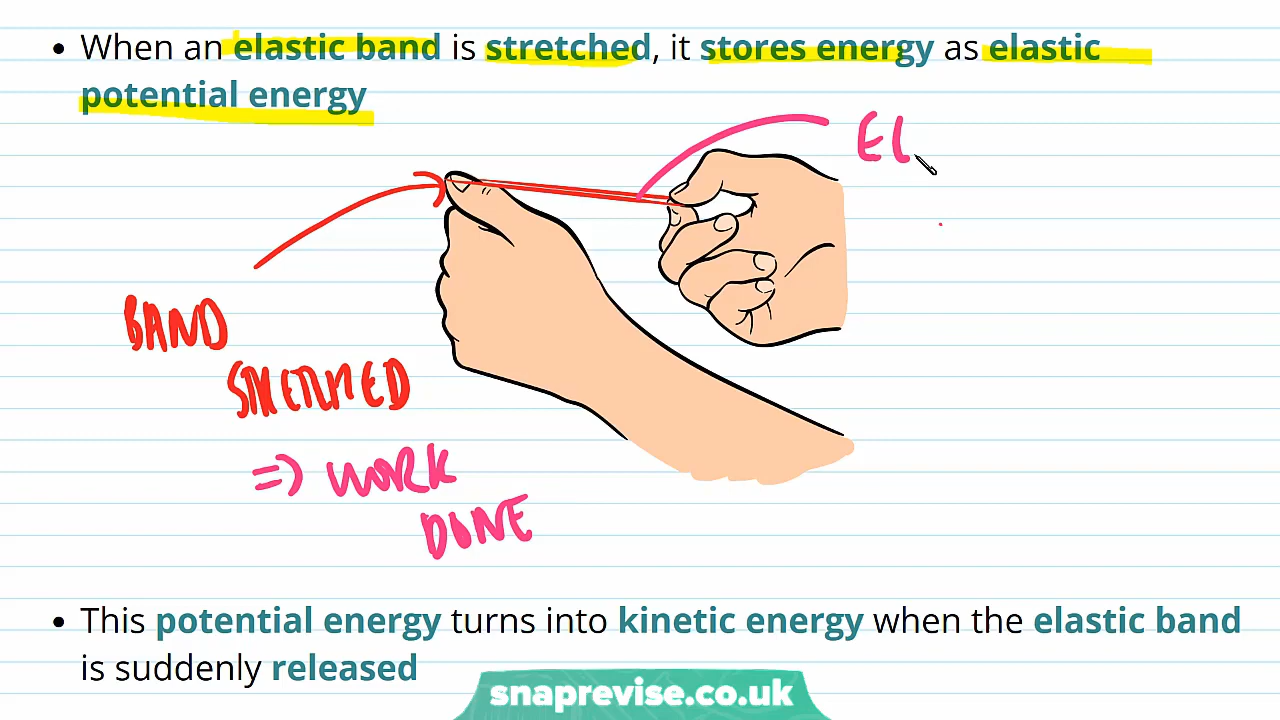 • When an elastic band is stretched, it stores energy as elastic
potential energy
EL
BAND
STRETCHED
=> WORK
DONE
• This potential energy turns into kinetic energy when the elastic band
is suddenly released
snaprevise.co.uk